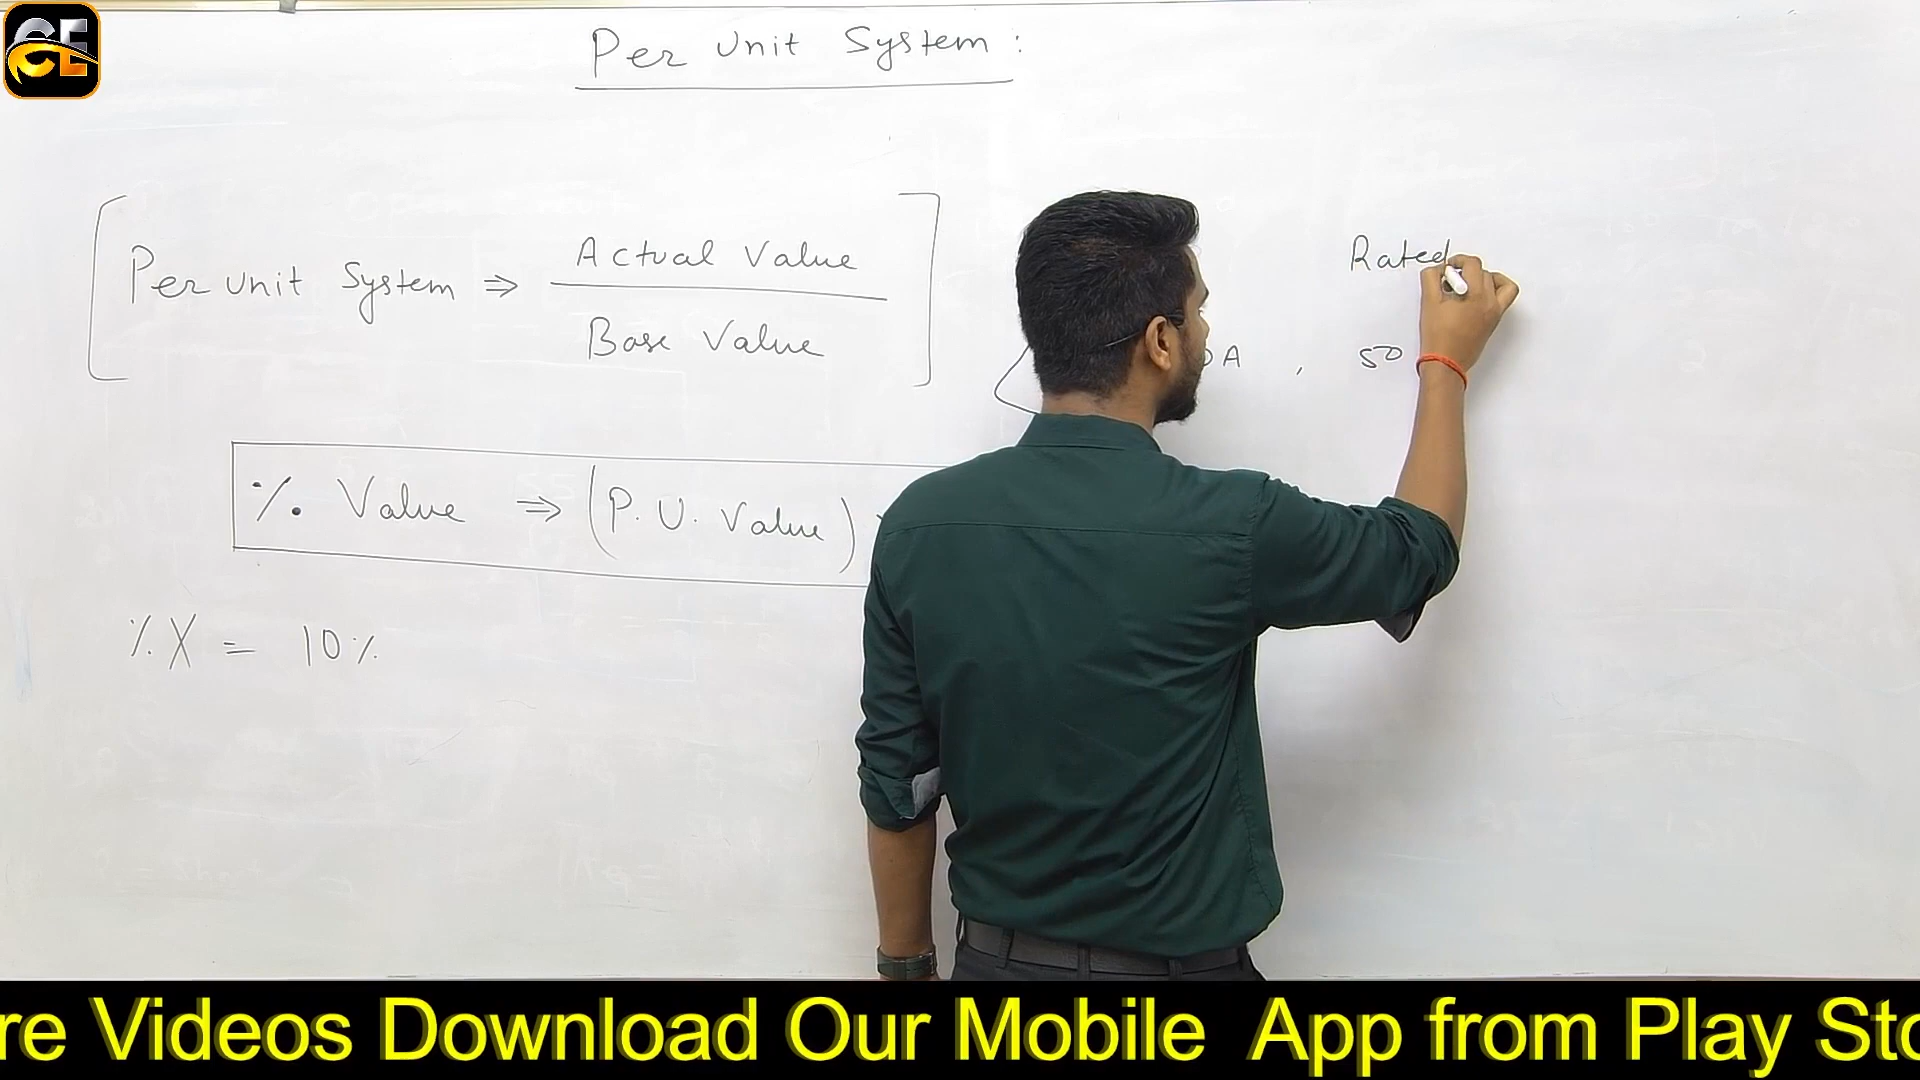 CE
Per Unit System :
Per Unit System ⇒ Actual Value
Base Value
Rated
A , 50
% Value ⇒ (P.U. Value)
%X = 10%
re Videos Download Our Mobile App from Play Sto